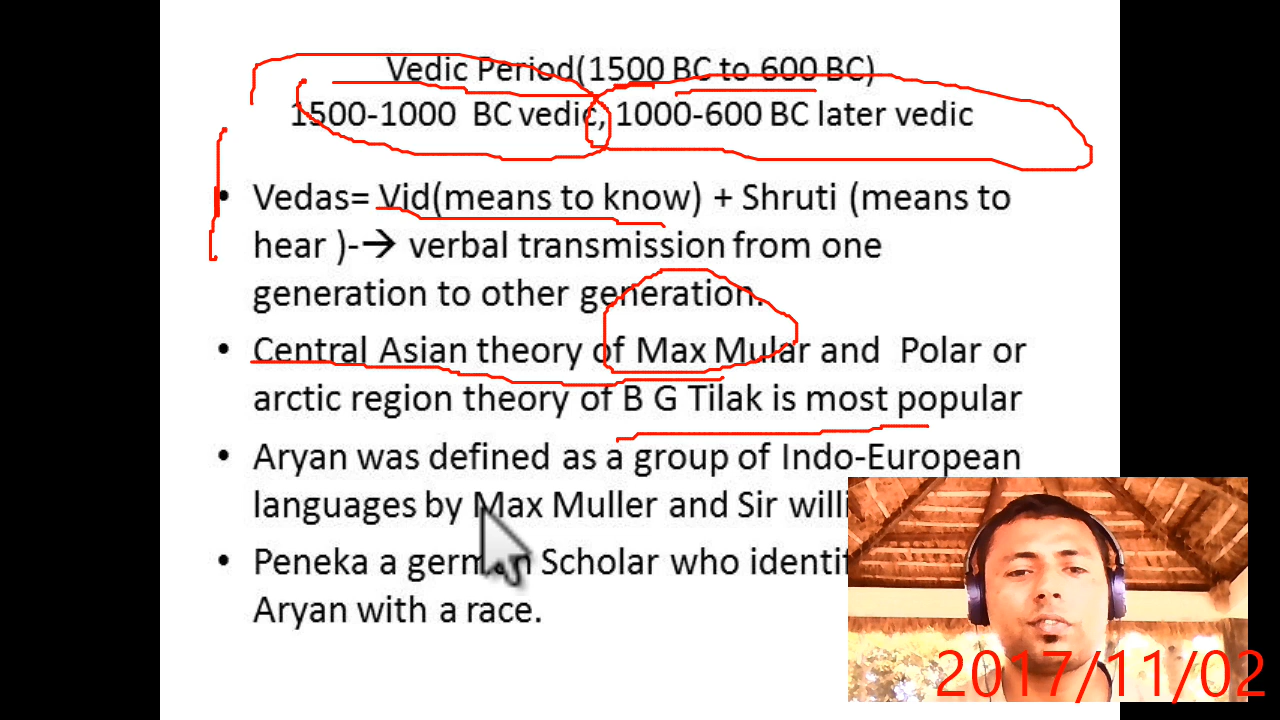 Vedic Period(1500 BC to 600 BC)
1500-1000 BC vedic, 1000-600 BC later vedic
• Vedas= Vid(means to know) + Shruti (means to
hear )-→ verbal transmission from one
generation to other generation.
• Central Asian theory of Max Mular and Polar or
arctic region theory of B G Tilak is most popular
• Aryan was defined as a group of Indo-European
languages by Max Muller and Sir willi
• Peneka a german Scholar who identif
Aryan with a race.
2017/11/02